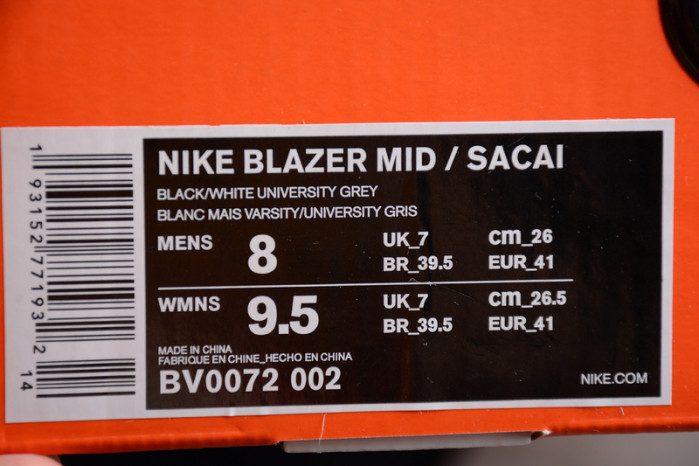 NIKE BLAZER MID / SACAI
BLACK/WHITE UNIVERSITY GREY
BLANC MAIS VARSITY/UNIVERSITY GRIS
MENS 8 UK_7 cm_26
BR_39.5 EUR_41
WMNS 9.5 UK_7 cm_26.5
BR_39.5 EUR_41
MADE IN CHINA
FABRIQUE EN CHINE_HECHO EN CHINA
BV0072 002 NIKE.COM
1 93152 77193 2 14